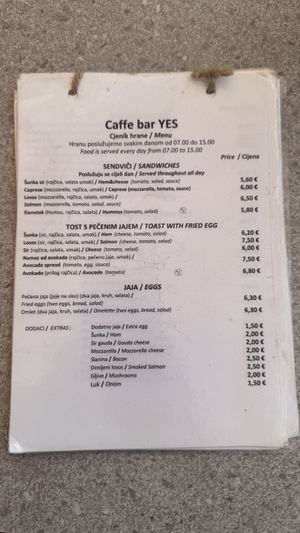 Caffe bar YES
Cjenik hrane / Menu
Hranu poslužujemo svakim danom od 07.00 do 15.00
Food is served every day from 07.00 to 15.00
Price / Cijena
SENDVIČI / SANDWICHES
Poslužuju se cijeli dan / Served throughout all day
Šunka sir (rajčica, salata umak) / Ham&cheese (tomato, salad, sauce) 5,60 €
Caprese (mozzarella, rajčica, umak) / Caprese (mozzarella, tomato, sauce) 6,00 €
Losos (mozzarella, rajčica, salata, umak) / 6,50 €
Salmon (mozzarella, tomato, salad, sauce)
Slanutak (Humus, rajčica, salata) / Hummus (tomato, salad) 5,80 €
TOST S PEČENIM JAJEM / TOAST WITH FRIED EGG
Šunka (sir, rajčica, salata, umak) / Ham (cheese, tomato, salad) 6,20 €
Losos (sir, rajčica, salata, umak) / Salmon (cheese, tomato, salad) 7,50 €
Sir (rajčica, salata, umak) / Cheese (tomato, salad) 6,00 €
Namaz od avokada (rajčica, pečeno jaje, umak) / 7,50 €
Avocado spread (tomato, egg, sauce)
Avokado (prilog rajčica) / Avocado (tomato) 6,80 €
JAJA / EGGS
Pečena jaja (jaje na oko) (dva jaja, kruh, salata) / 6,30 €
Fried eggs (two eggs, bread, salad)
Omlet (dva jaja, kruh, salata) / Omelette (two eggs, bread, salad) 6,30 €
DODACI / EXTRAS ; Dodatno jaje / Extra egg 1,50 €
Šunka / Ham 2,00 €
Sir gauda / Gouda cheese 2,00 €
Mozzarella / Mozzarella cheese 2,00 €
Slanina / Bacon 2,50 €
Dimljeni losos / Smoked Salmon 2,50 €
Gljive / Mushrooms 2,00 €
Luk / Onion 1,50 €